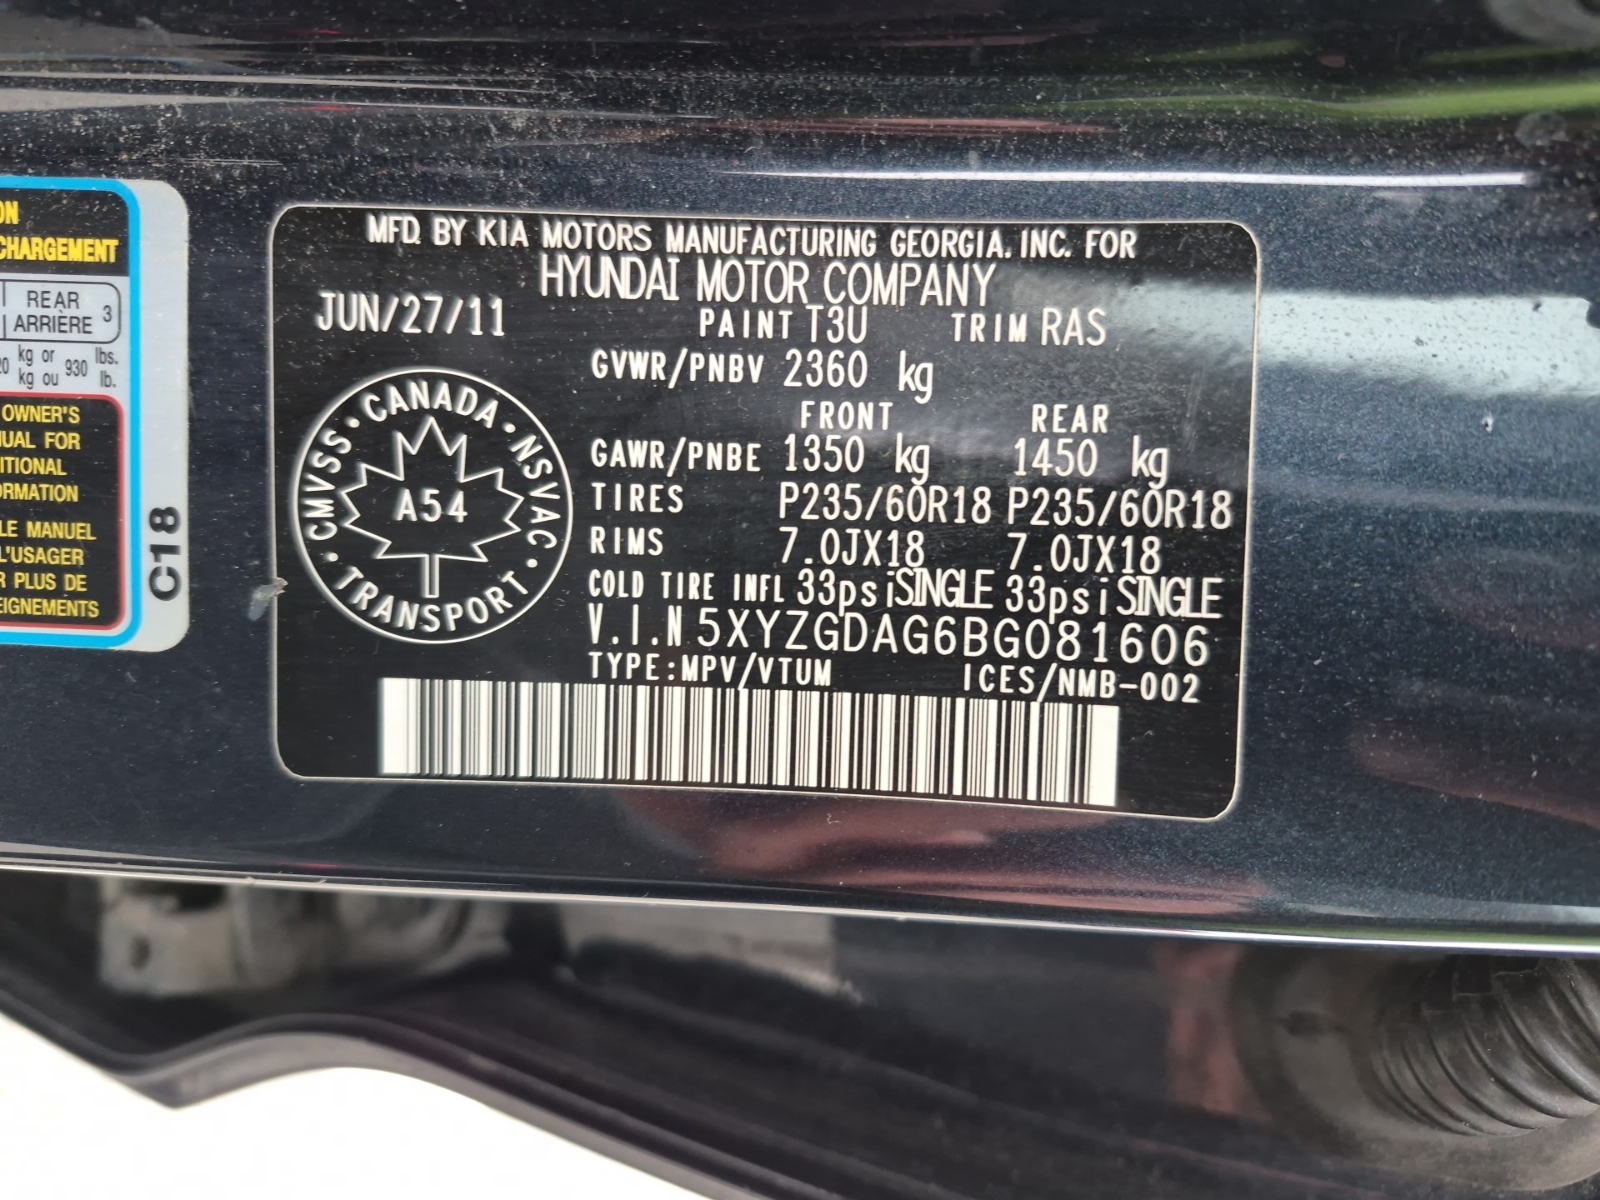 ON
CHARGEMENT
REAR
ARRIÈRE 3
kg or 930 lbs.
kg ou lb.
OWNER'S
UAL FOR
ITIONAL
ORMATION
LE MANUEL
L'USAGER
R PLUS DE
EIGNEMENTS
C18
MFD. BY KIA MOTORS MANUFACTURING GEORGIA, INC. FOR
HYUNDAI MOTOR COMPANY
JUN/27/11 PAINT T3U TRIM RAS
GVWR/PNBV 2360 kg
FRONT REAR
GAWR/PNBE 1350 kg 1450 kg
TIRES P235/60R18 P235/60R18
RIMS 7.0JX18 7.0JX18
COLD TIRE INFL 33psiSINGLE 33psiSINGLE
V.I.N 5XYZGDAG6BG081606
TYPE:MPV/VTUM ICES/NMB-002
CANADA • NSVAC • TRANSPORT • CMVSS •
A54